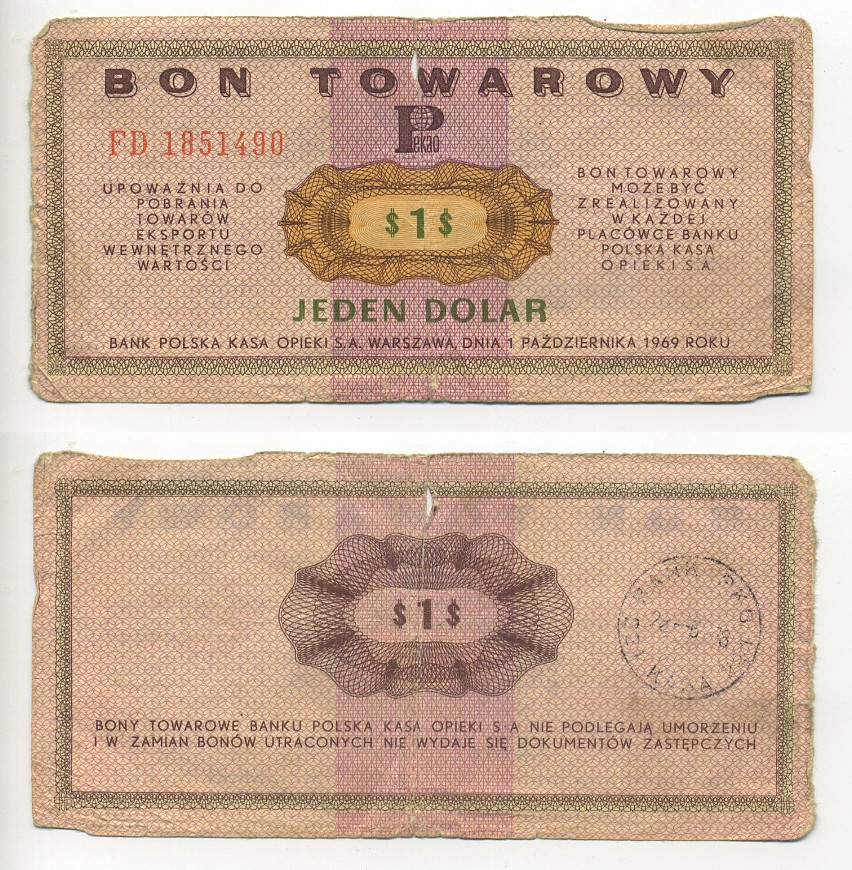 BON TOWAROWY
Pekao
FD 1851490
UPOWAŻNIA DO
POBRANIA
TOWARÓW
EKSPORTU
WEWNĘTRZNEGO
WARTOŚCI
$1$
BON TOWAROWY
MOŻE BYĆ
ZREALIZOWANY
W KAŻDEJ
PLACÓWCE BANKU
POLSKA KASA
OPIEKI S.A.
JEDEN DOLAR
BANK POLSKA KASA OPIEKI S.A. WARSZAWA, DNIA 1 PAŹDZIERNIKA 1969 ROKU
$1$
BANK
KASA
BONY TOWAROWE BANKU POLSKA KASA OPIEKI S A NIE PODLEGAJĄ UMORZENIU
I W ZAMIAN BONÓW UTRACONYCH NIE WYDAJE SIĘ DOKUMENTÓW ZASTĘPCZYCH